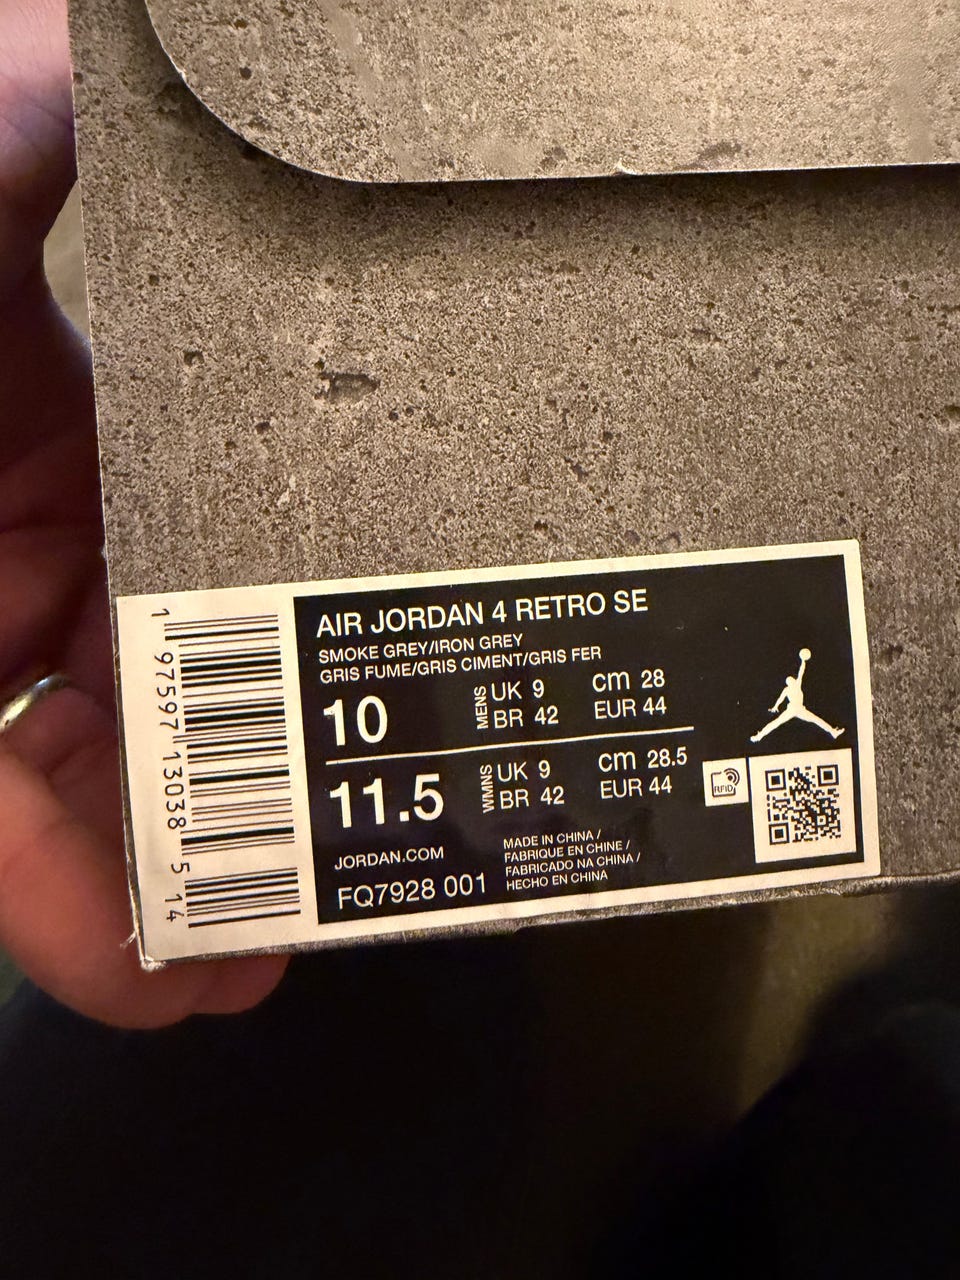 1 97597 13038 5 14
AIR JORDAN 4 RETRO SE
SMOKE GREY/IRON GREY
GRIS FUME/GRIS CIMENT/GRIS FER
10 MENS UK 9 cm 28
BR 42 EUR 44
11.5 WMNS UK 9 cm 28.5
BR 42 EUR 44
RFID
JORDAN.COM
FQ7928 001
MADE IN CHINA /
FABRIQUE EN CHINE /
FABRICADO NA CHINA /
HECHO EN CHINA